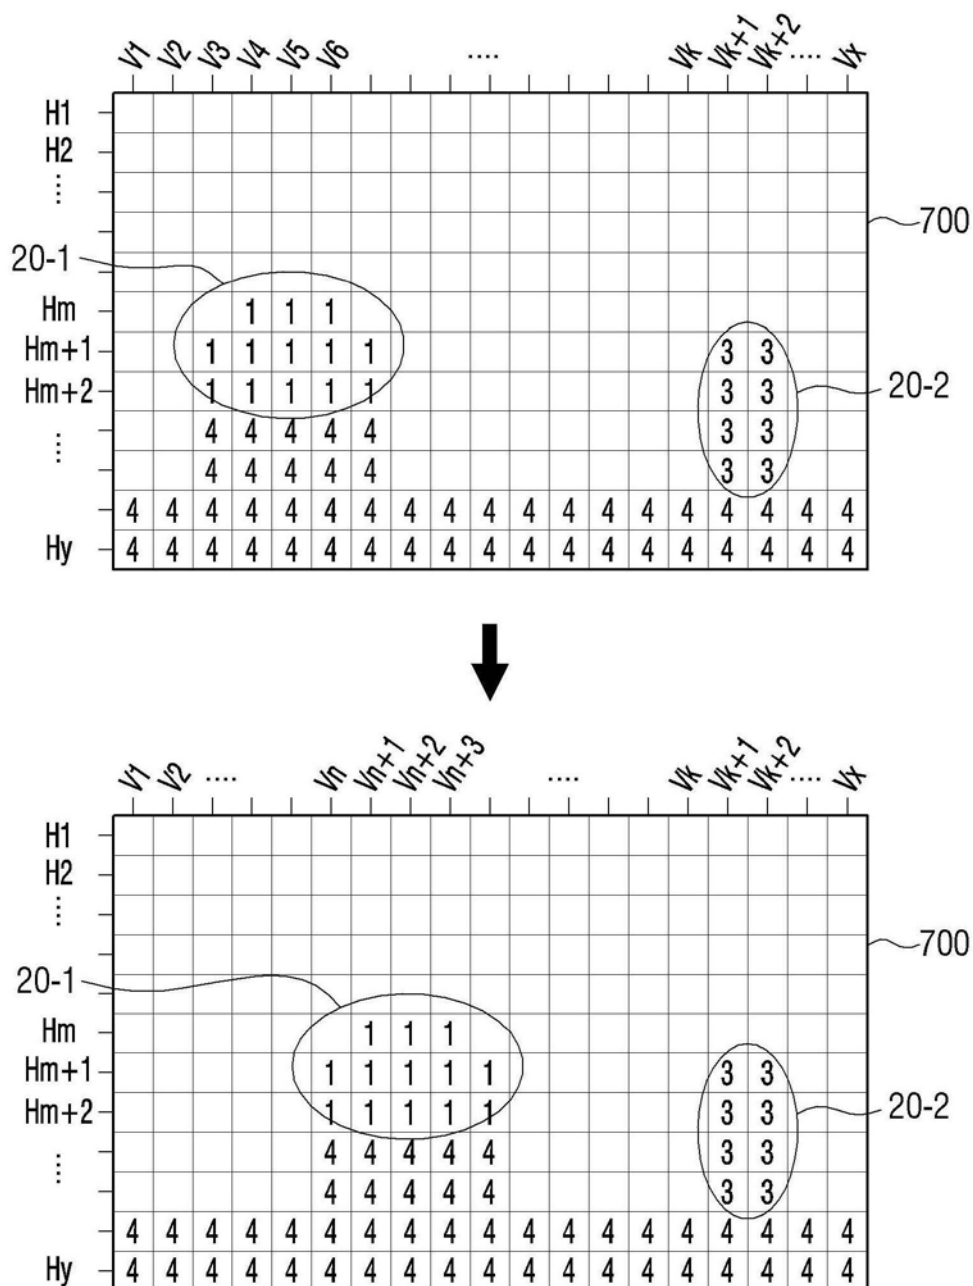 V1 V2 V3 V4 V5 V6 .... Vk Vk+1 Vk+2 .... Vx
H1
H2
....
700
20-1
Hm 1 1 1
Hm+1 1 1 1 1 1 3 3
Hm+2 1 1 1 1 1 3 3 20-2
4 4 4 4 4 3 3
....
4 4 4 4 4 3 3
4 4 4 4 4 4 4 4 4 4 4 4 4 4 4 4 4 4 4
Hy 4 4 4 4 4 4 4 4 4 4 4 4 4 4 4 4 4 4 4
V1 V2 .... Vn Vn+1 Vn+2 Vn+3 .... Vk Vk+1 Vk+2 .... Vx
H1
H2
....
700
20-1
Hm 1 1 1
Hm+1 1 1 1 1 1 3 3
Hm+2 1 1 1 1 1 3 3 20-2
4 4 4 4 4 3 3
....
4 4 4 4 4 3 3
4 4 4 4 4 4 4 4 4 4 4 4 4 4 4 4 4 4 4
Hy 4 4 4 4 4 4 4 4 4 4 4 4 4 4 4 4 4 4 4